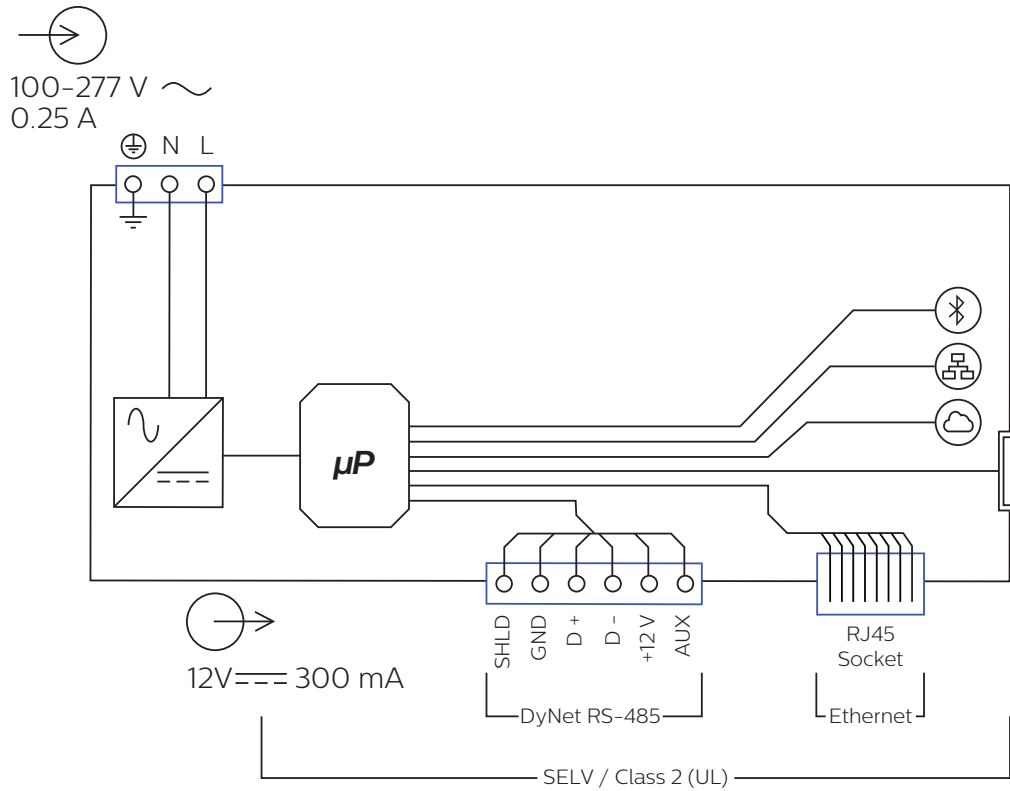 100-277 V
0.25 A
N L
µP
SHLD
GND
D +
D -
+12 V
AUX
RJ45
Socket
12V 300 mA
DyNet RS-485
Ethernet
SELV / Class 2 (UL)